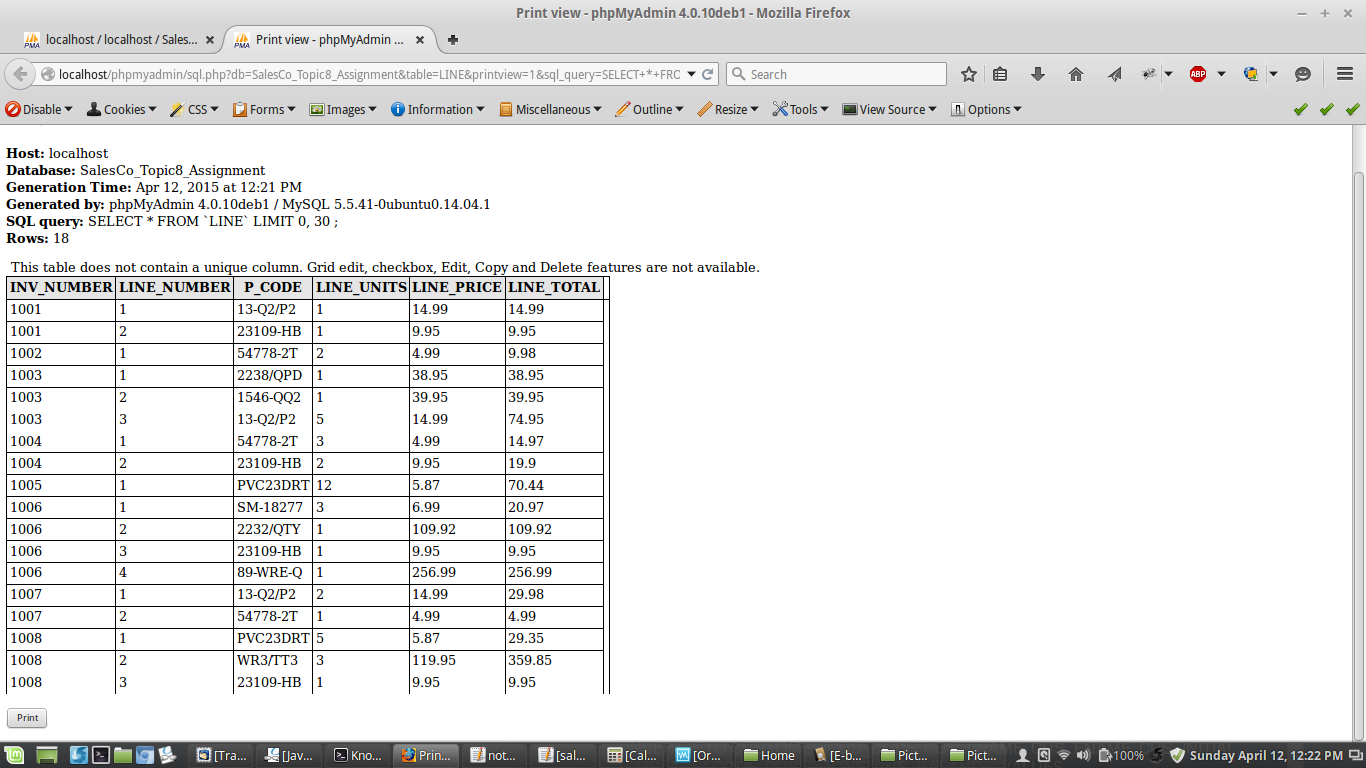 Print view - phpMyAdmin 4.0.10deb1 - Mozilla Firefox
localhost / localhost / Sales...
Print view - phpMyAdmin ...
localhost/phpmyadmin/sql.php?db=SalesCo_Topic8_Assignment&table=LINE&printview=1&sql_query=SELECT+*+FRO
Search
ABP
Disable Cookies CSS Forms Images Information Miscellaneous Outline Resize Tools View Source Options
Host: localhost
Database: SalesCo_Topic8_Assignment
Generation Time: Apr 12, 2015 at 12:21 PM
Generated by: phpMyAdmin 4.0.10deb1 / MySQL 5.5.41-0ubuntu0.14.04.1
SQL query: SELECT * FROM `LINE` LIMIT 0, 30 ;
Rows: 18
This table does not contain a unique column. Grid edit, checkbox, Edit, Copy and Delete features are not available.
INV_NUMBER LINE_NUMBER P_CODE LINE_UNITS LINE_PRICE LINE_TOTAL
1001 1 13-Q2/P2 1 14.99 14.99
1001 2 23109-HB 1 9.95 9.95
1002 1 54778-2T 2 4.99 9.98
1003 1 2238/QPD 1 38.95 38.95
1003 2 1546-QQ2 1 39.95 39.95
1003 3 13-Q2/P2 5 14.99 74.95
1004 1 54778-2T 3 4.99 14.97
1004 2 23109-HB 2 9.95 19.9
1005 1 PVC23DRT 12 5.87 70.44
1006 1 SM-18277 3 6.99 20.97
1006 2 2232/QTY 1 109.92 109.92
1006 3 23109-HB 1 9.95 9.95
1006 4 89-WRE-Q 1 256.99 256.99
1007 1 13-Q2/P2 2 14.99 29.98
1007 2 54778-2T 1 4.99 4.99
1008 1 PVC23DRT 5 5.87 29.35
1008 2 WR3/TT3 3 119.95 359.85
1008 3 23109-HB 1 9.95 9.95
Print
[Tra... [Jav... Kno... Prin... not... [sal... [Cal... [Or... Home [E-b... Pict... Pict... 100% Sunday April 12, 12:22 PM